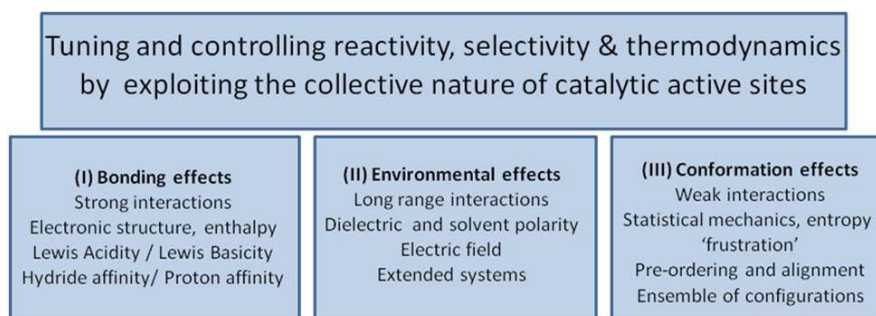 Tuning and controlling reactivity, selectivity & thermodynamics
by exploiting the collective nature of catalytic active sites
(I) Bonding effects
Strong interactions
Electronic structure, enthalpy
Lewis Acidity / Lewis Basicity
Hydride affinity/ Proton affinity
(II) Environmental effects
Long range interactions
Dielectric and solvent polarity
Electric field
Extended systems
(III) Conformation effects
Weak interactions
Statistical mechanics, entropy
‘frustration’
Pre-ordering and alignment
Ensemble of configurations